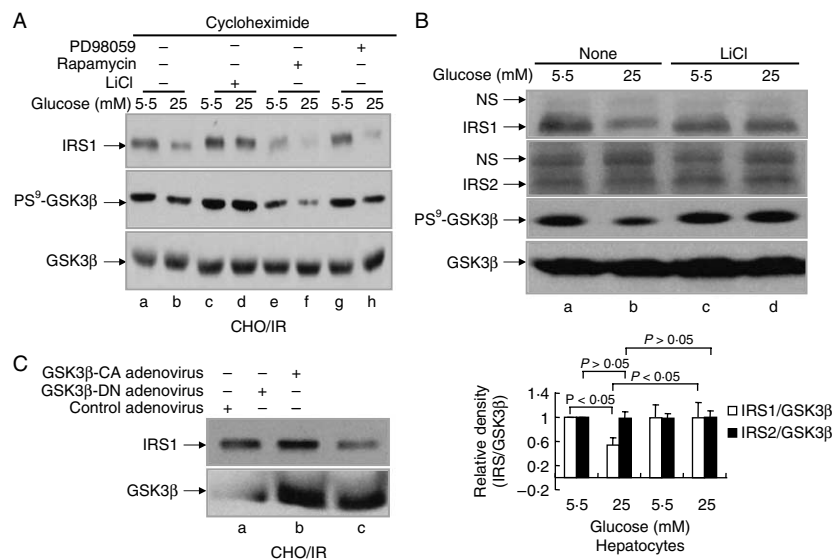 A
Cycloheximide
PD98059 – – – +
Rapamycin – – + –
LiCl – + – –
Glucose (mM) 5·5 25 5·5 25 5·5 25 5·5 25
IRS1
PS⁹-GSK3β
GSK3β
a b c d e f g h
CHO/IR
B
None LiCl
Glucose (mM) 5·5 25 5·5 25
NS
IRS1
NS
IRS2
PS⁹-GSK3β
GSK3β
a b c d
P > 0·05
P > 0·05
P < 0·05
P < 0·05
Relative density
(IRS/GSK3β)
1·4
1
0·6
0·2
–0·2
IRS1/GSK3β
IRS2/GSK3β
5·5 25 5·5 25
Glucose (mM)
Hepatocytes
C
GSK3β-CA adenovirus – – +
GSK3β-DN adenovirus – + –
Control adenovirus + – –
IRS1
GSK3β
a b c
CHO/IR